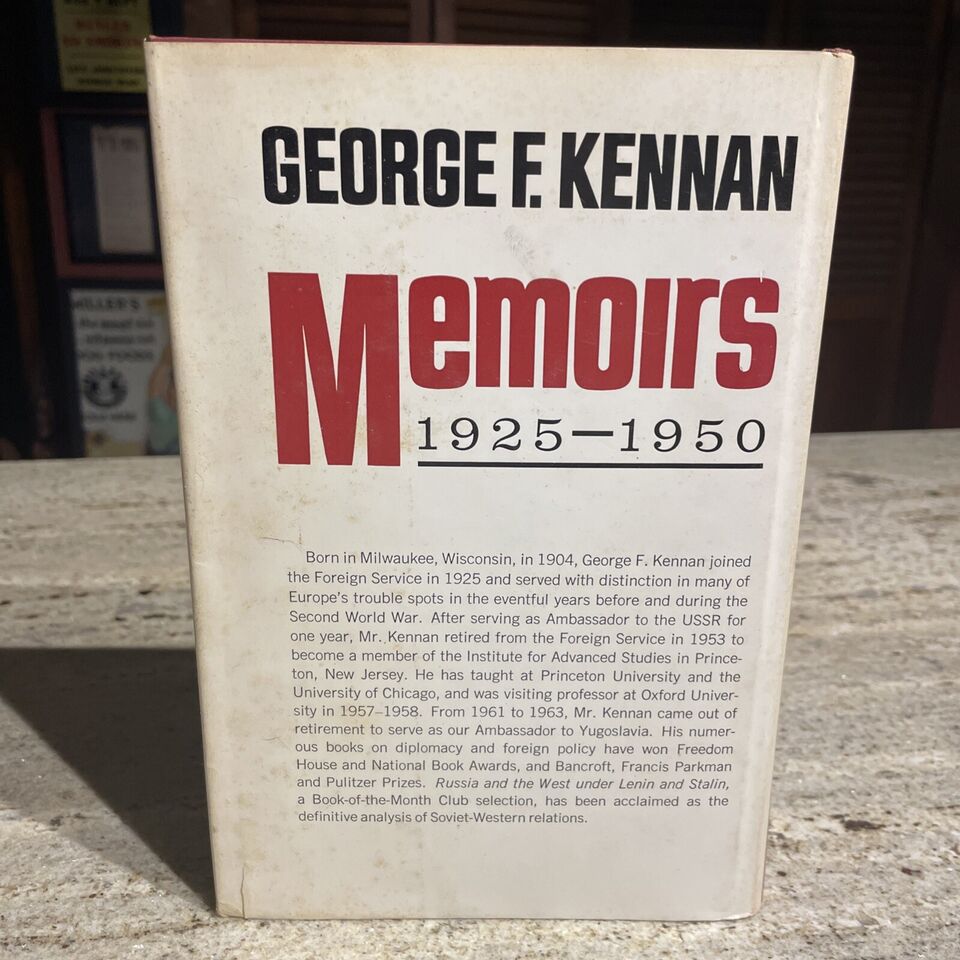 GEORGE F. KENNAN
Memoirs
1925—1950
Born in Milwaukee, Wisconsin, in 1904, George F. Kennan joined
the Foreign Service in 1925 and served with distinction in many of
Europe's trouble spots in the eventful years before and during the
Second World War. After serving as Ambassador to the USSR for
one year, Mr. Kennan retired from the Foreign Service in 1953 to
become a member of the Institute for Advanced Studies in Prince-
ton, New Jersey. He has taught at Princeton University and the
University of Chicago, and was visiting professor at Oxford Univer-
sity in 1957–1958. From 1961 to 1963, Mr. Kennan came out of
retirement to serve as our Ambassador to Yugoslavia. His numer-
ous books on diplomacy and foreign policy have won Freedom
House and National Book Awards, and Bancroft, Francis Parkman
and Pulitzer Prizes. Russia and the West under Lenin and Stalin,
a Book-of-the-Month Club selection, has been acclaimed as the
definitive analysis of Soviet-Western relations.